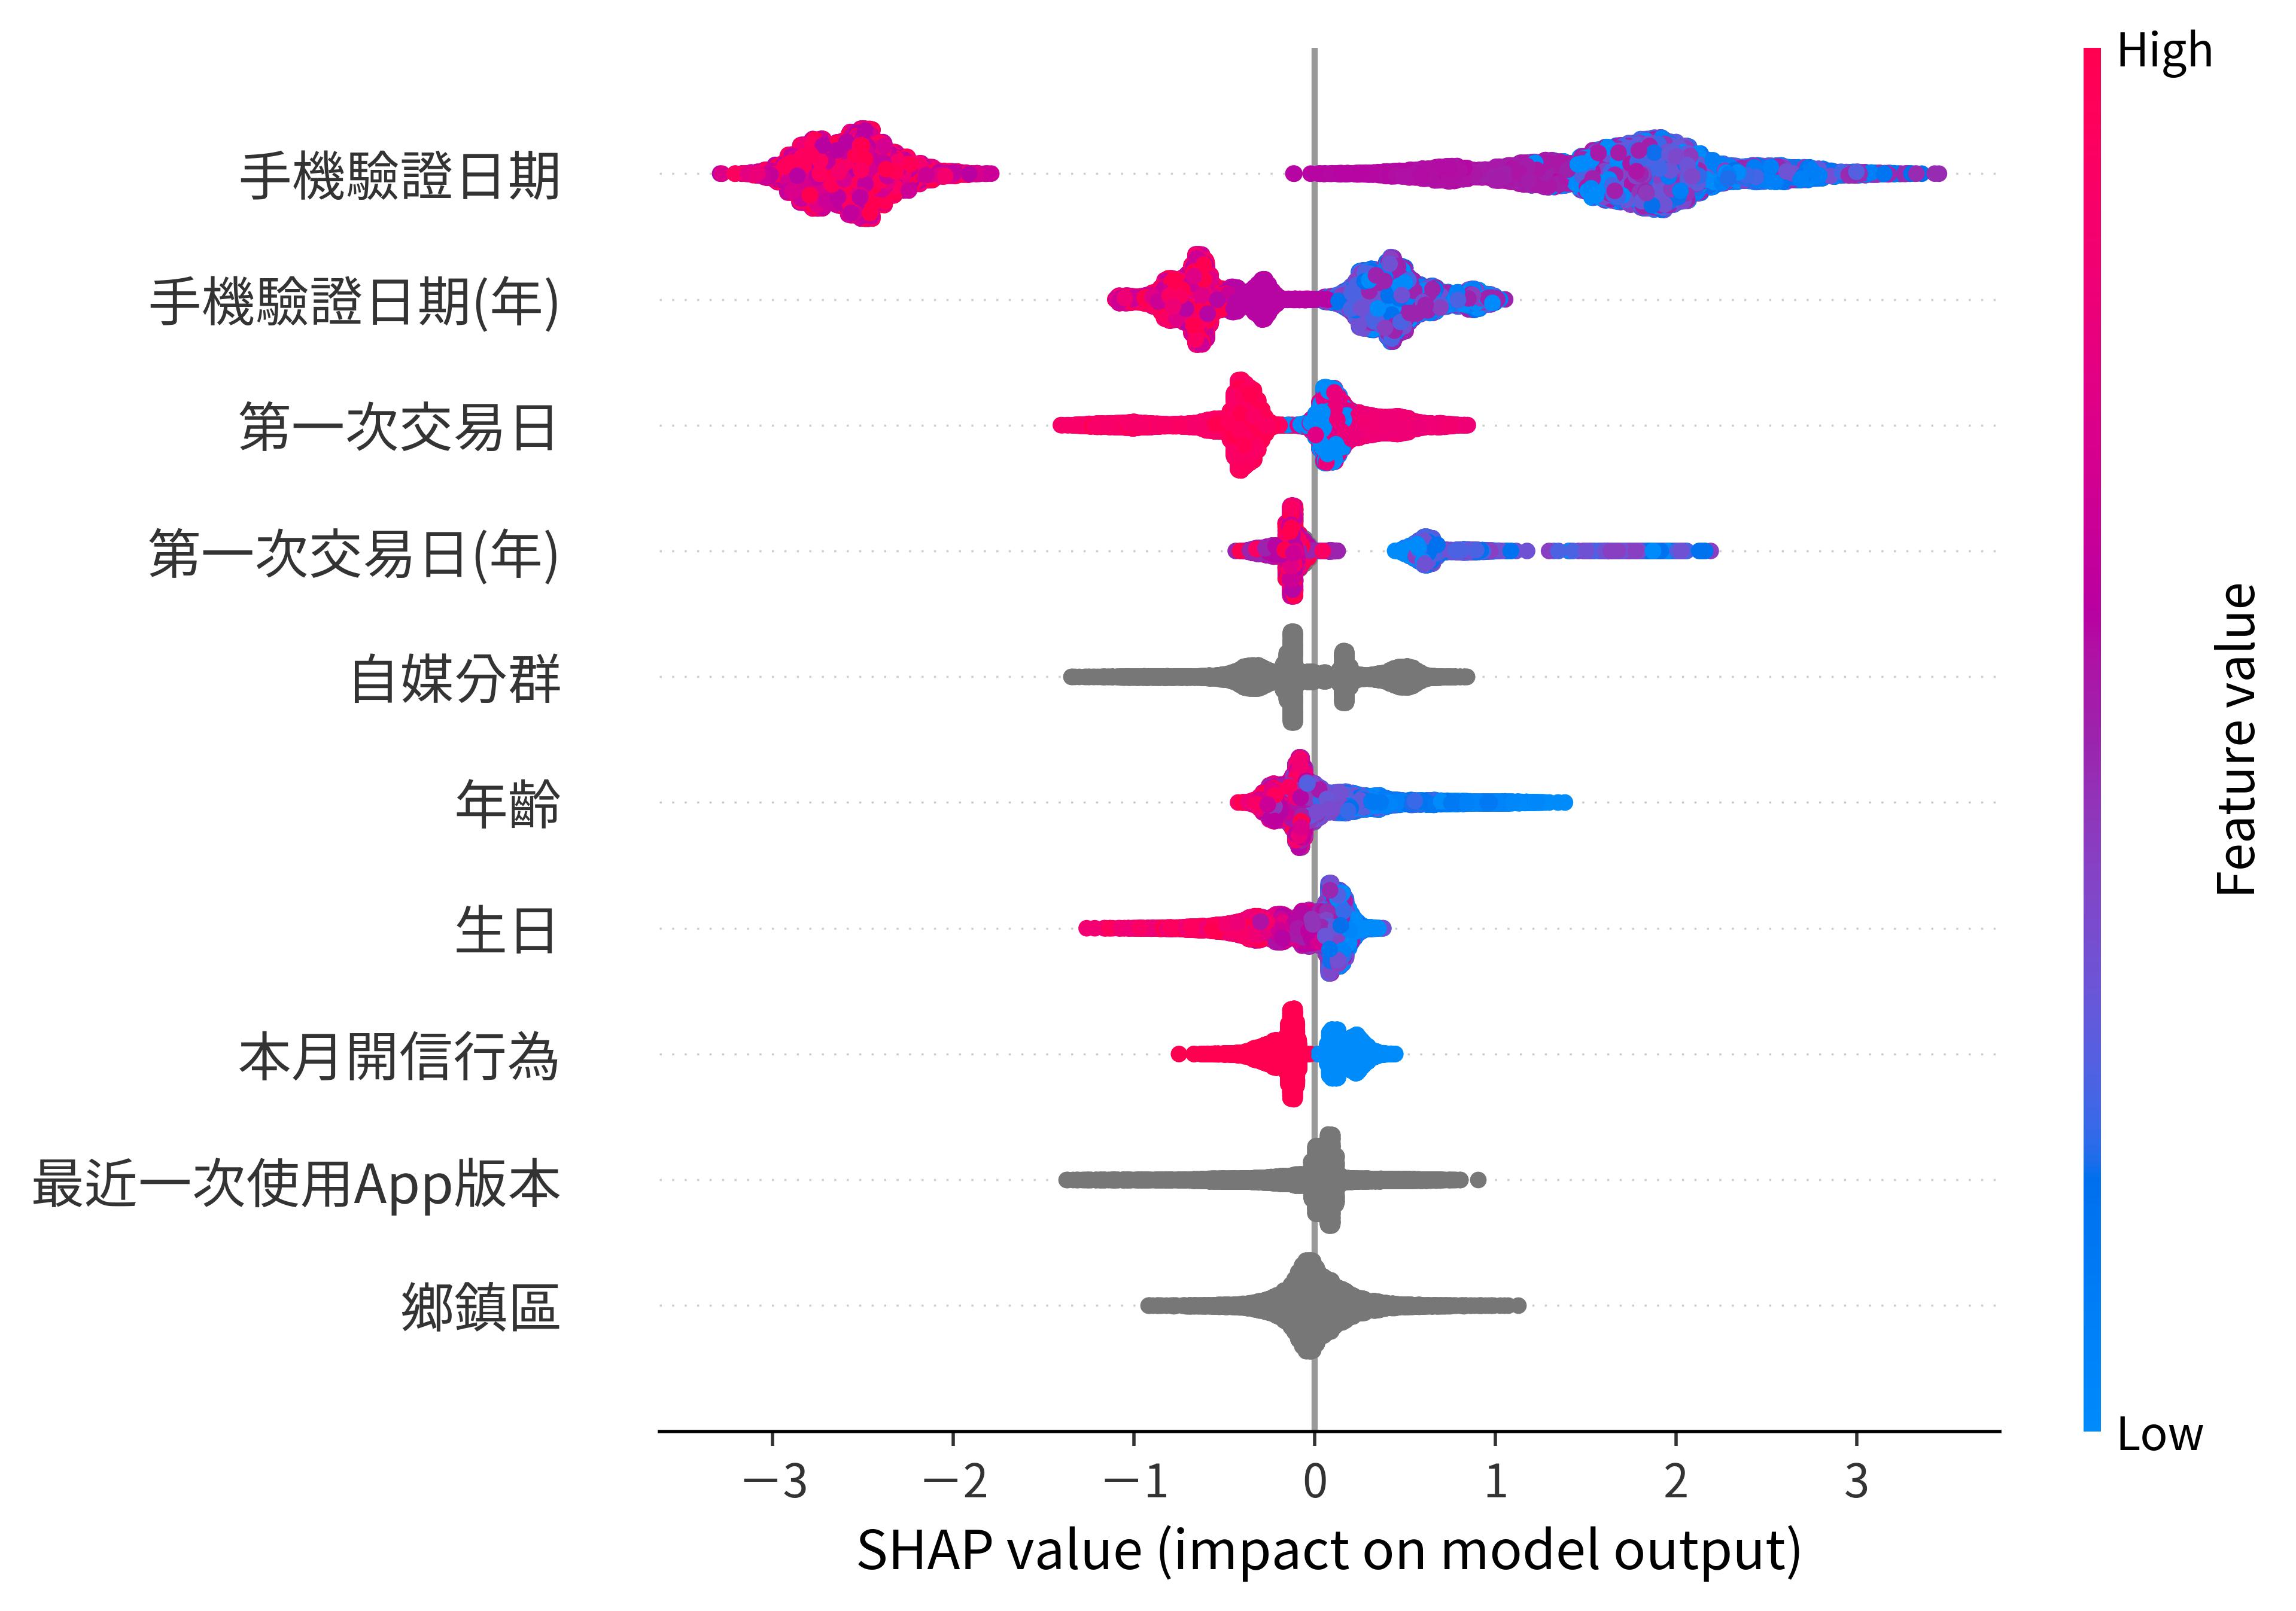 High
手機驗證日期
手機驗證日期(年)
第一次交易日
第一次交易日(年)
自媒分群
年齡
生日
本月開信行為
最近一次使用App版本
鄉鎮區
Feature value
Low
−3 −2 −1 0 1 2 3
SHAP value (impact on model output)